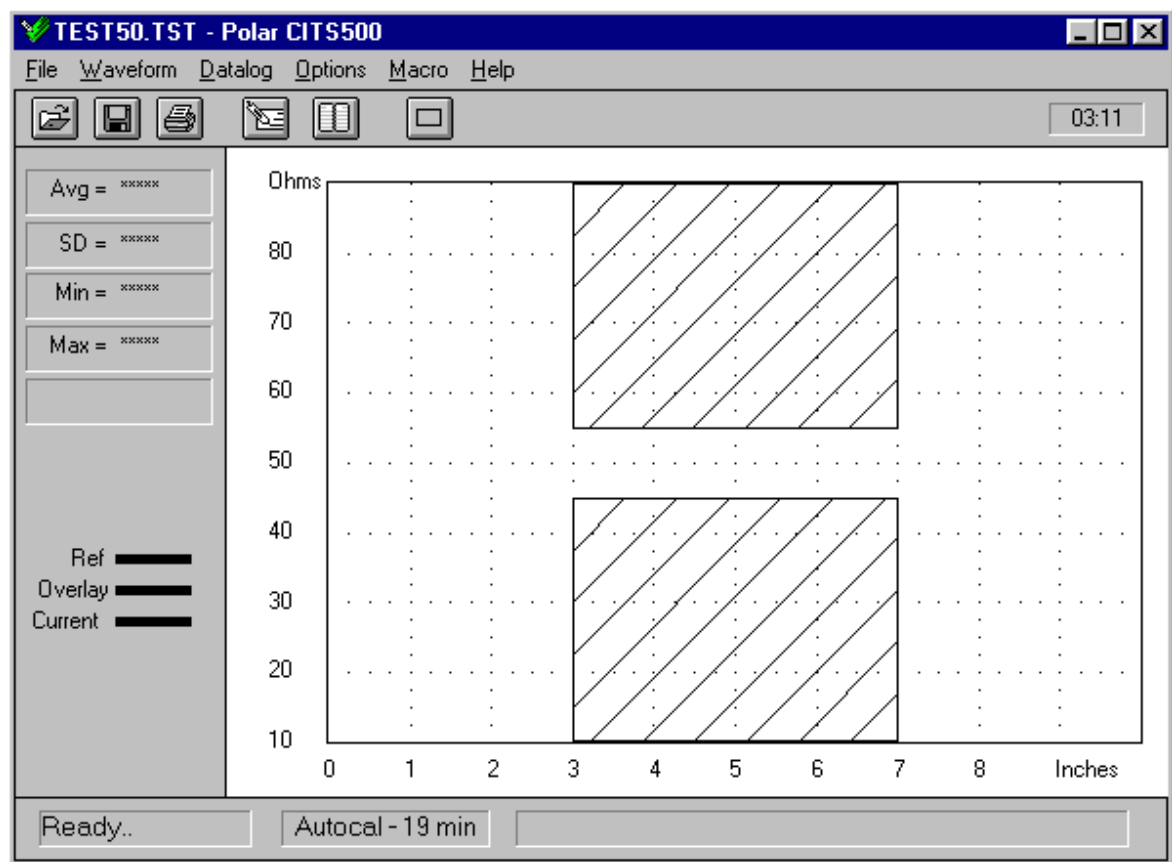 TEST50.TST - Polar CITS500
File Waveform Datalog Options Macro Help
03:11
Avg = *****
SD = *****
Min = *****
Max = *****
Ref
Overlay
Current
Ohms
80
70
60
50
40
30
20
10
0 1 2 3 4 5 6 7 8 Inches
Ready..
Autocal - 19 min